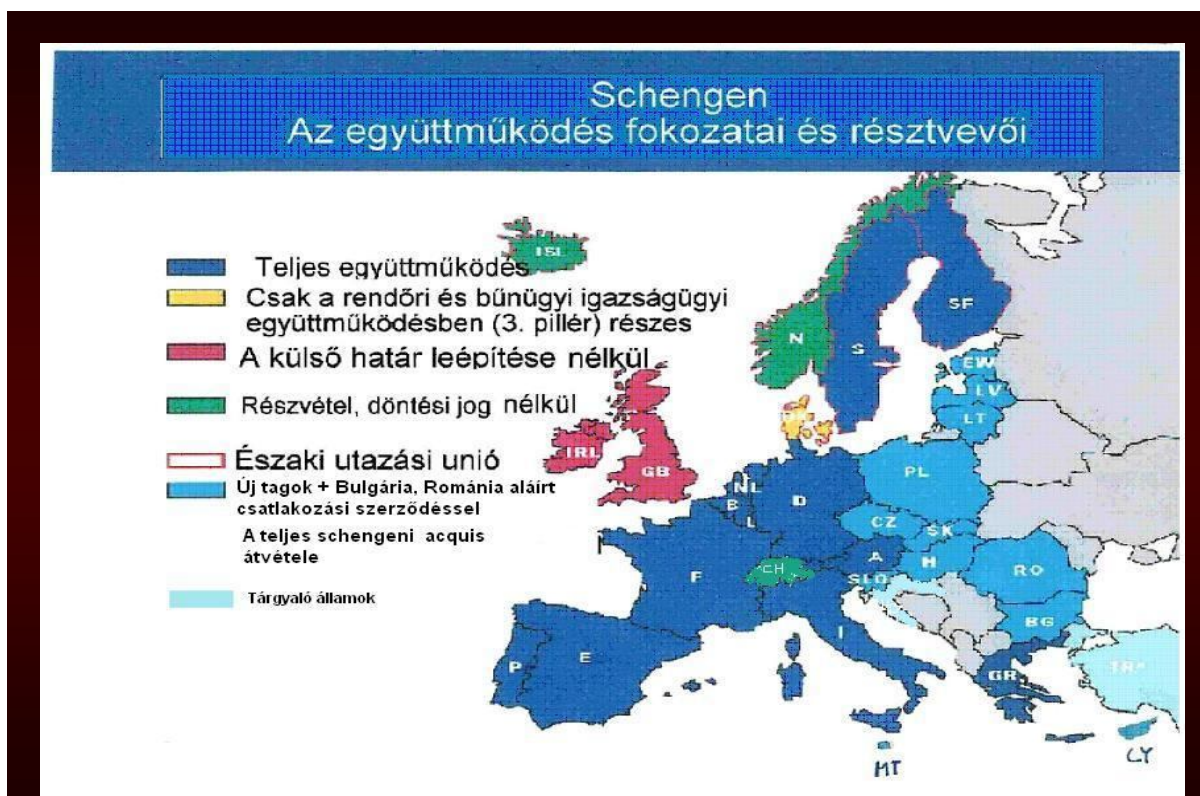 Schengen
Az együttműködés fokozatai és résztvevői
Teljes együttműködés
Csak a rendőri és bűnügyi igazságügyi
együttműködésben (3. pillér) részes
A külső határ leépítése nélkül
Részvétel, döntési jog nélkül
Északi utazási unió
Új tagok + Bulgária, Románia aláírt
csatlakozási szerződéssel
A teljes schengeni acquis
átvétele
Tárgyaló államok
ISL
SF
N
S
EW
LV
LT
IRL
GB
NL
B
L
D
PL
CZ
SK
A
H
CH
SLO
RO
F
BG
I
P
E
GR
TR*
MT
CY